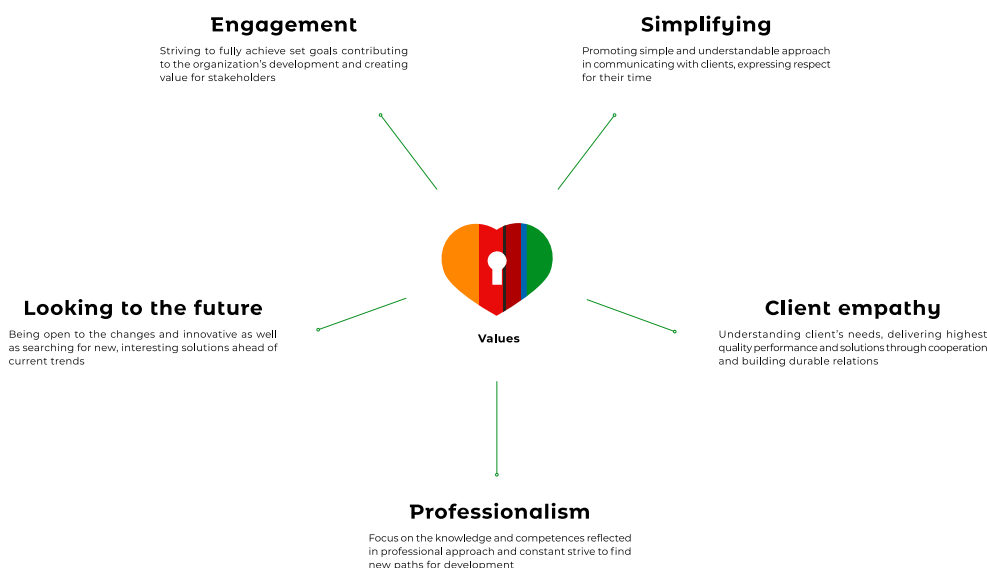 Engagement
Striving to fully achieve set goals contributing
to the organization's development and creating
value for stakeholders
Simplifying
Promoting simple and understandable approach
in communicating with clients, expressing respect
for their time
Looking to the future
Being open to the changes and innovative as well
as searching for new, interesting solutions ahead of
current trends
Values
Client empathy
Understanding client's needs, delivering highest
quality performance and solutions through cooperation
and building durable relations
Professionalism
Focus on the knowledge and competences reflected
in professional approach and constant strive to find
new paths for development